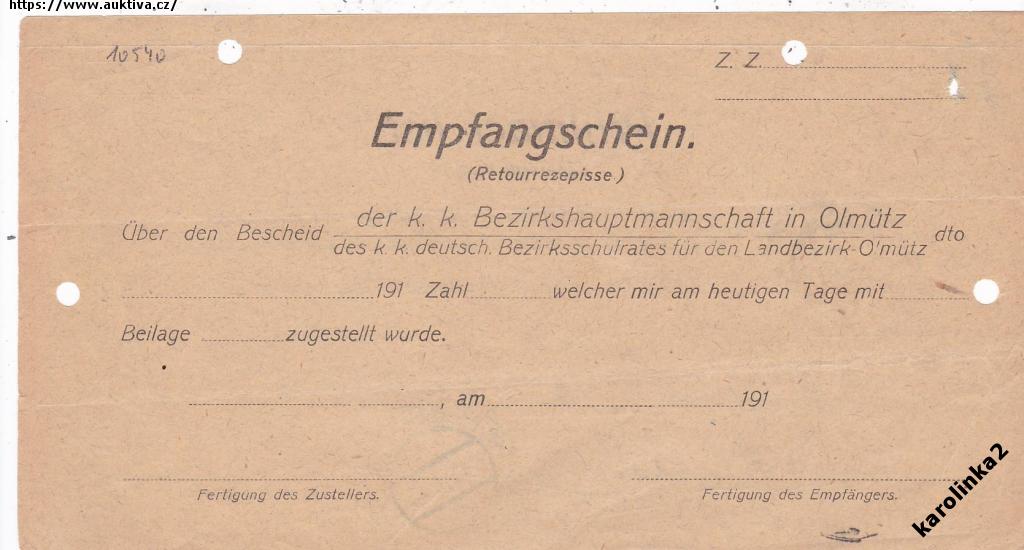 https://www.auktiva.cz/
10540
Z. Z.
Empfangschein.
(Retourrezepisse.)
Über den Bescheid der k. k. Bezirkshauptmannschaft in Olmütz dto
des k. k. deutsch. Bezirksschulrates für den Landbezirk-Olmütz
191 Zahl welcher mir am heutigen Tage mit
Beilage zugestellt wurde.
, am 191
Fertigung des Zustellers. Fertigung des Empfängers.
karolinka2